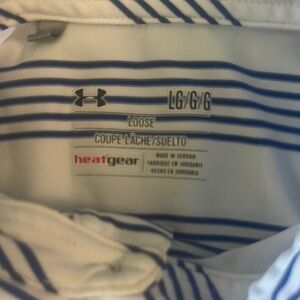 LG/G/G
LOOSE
COUPE LÂCHE/SUELTO
heatgear
MADE IN JORDAN
FABRIQUÉ EN JORDANIE
HECHO EN JORDANIA